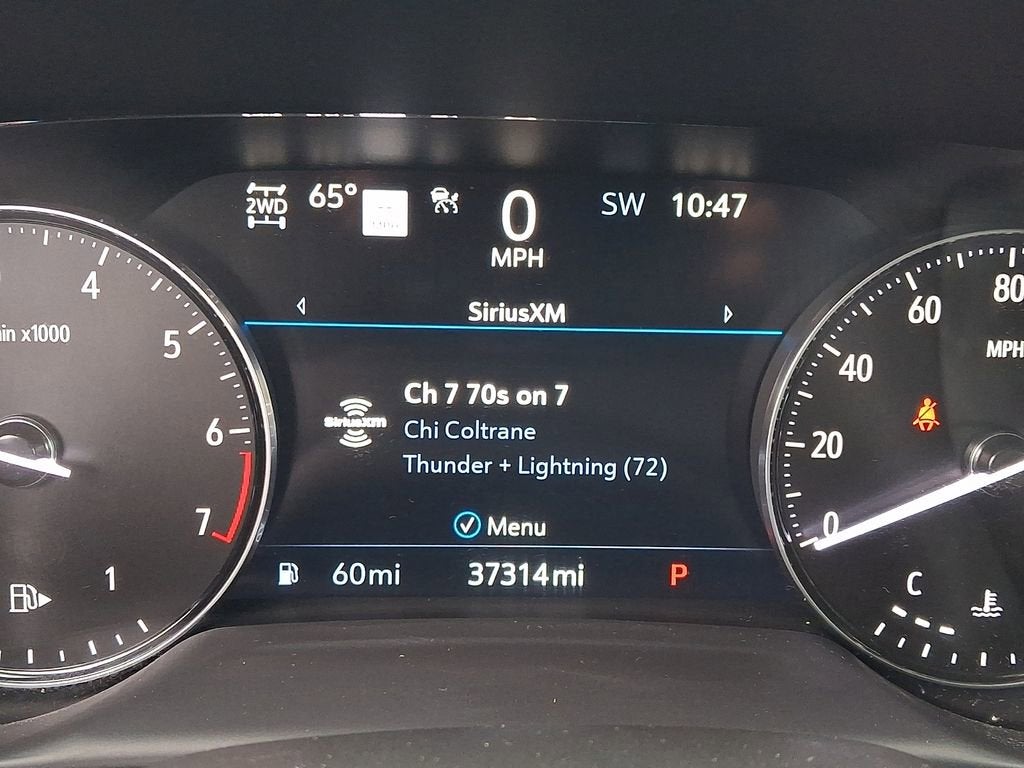 2WD 65° 0 SW 10:47
MPH
SiriusXM
Ch 7 70s on 7
SiriusXM
Chi Coltrane
Thunder + Lightning (72)
Menu
60mi 37314mi P
4
x1000
5
6
7
1
80
60
MPH
40
20
0
C